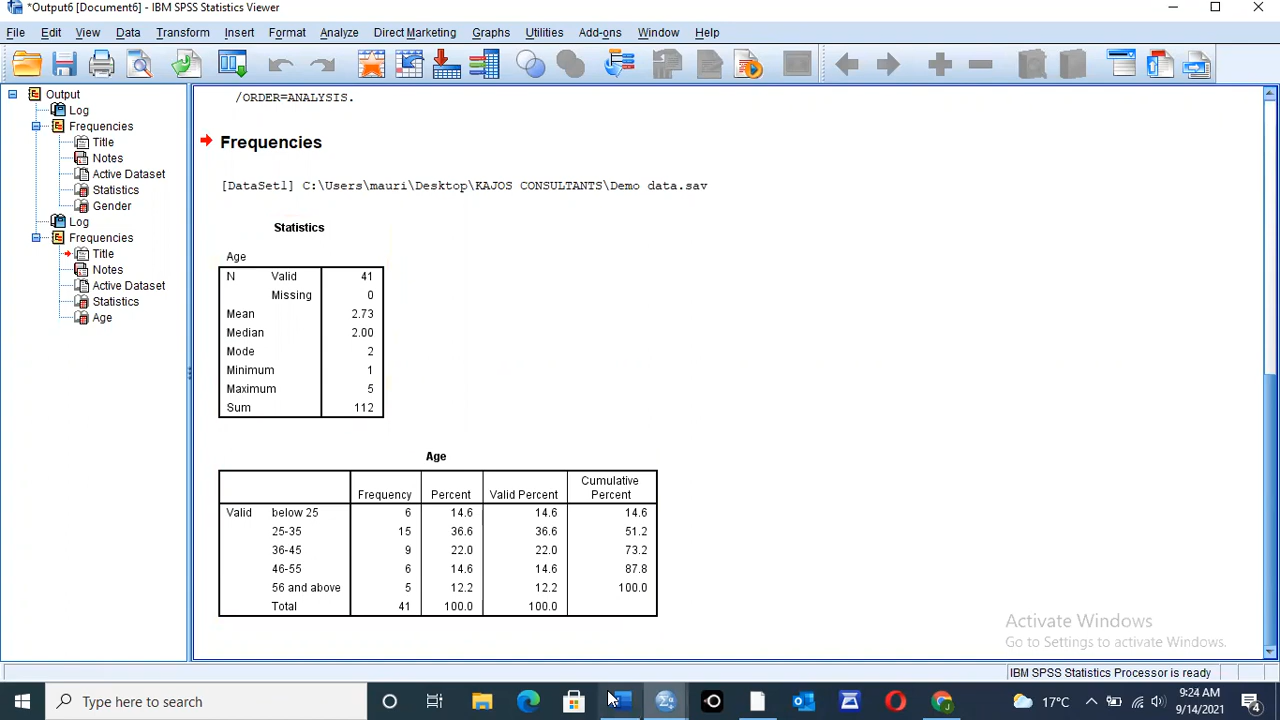 *Output6 [Document6] - IBM SPSS Statistics Viewer
File Edit View Data Transform Insert Format Analyze Direct Marketing Graphs Utilities Add-ons Window Help
Output
Log
Frequencies
Title
Notes
Active Dataset
Statistics
Gender
Log
Frequencies
Title
Notes
Active Dataset
Statistics
Age
/ORDER=ANALYSIS.
Frequencies
[DataSet1] C:\Users\mauri\Desktop\KAJOS CONSULTANTS\Demo data.sav
Statistics
Age
N Valid 41
Missing 0
Mean 2.73
Median 2.00
Mode 2
Minimum 1
Maximum 5
Sum 112
Age
Frequency Percent Valid Percent Cumulative Percent
Valid below 25 6 14.6 14.6 14.6
25-35 15 36.6 36.6 51.2
36-45 9 22.0 22.0 73.2
46-55 6 14.6 14.6 87.8
56 and above 5 12.2 12.2 100.0
Total 41 100.0 100.0
Activate Windows
Go to Settings to activate Windows.
IBM SPSS Statistics Processor is ready
Type here to search
17°C
9:24 AM
9/14/2021
4